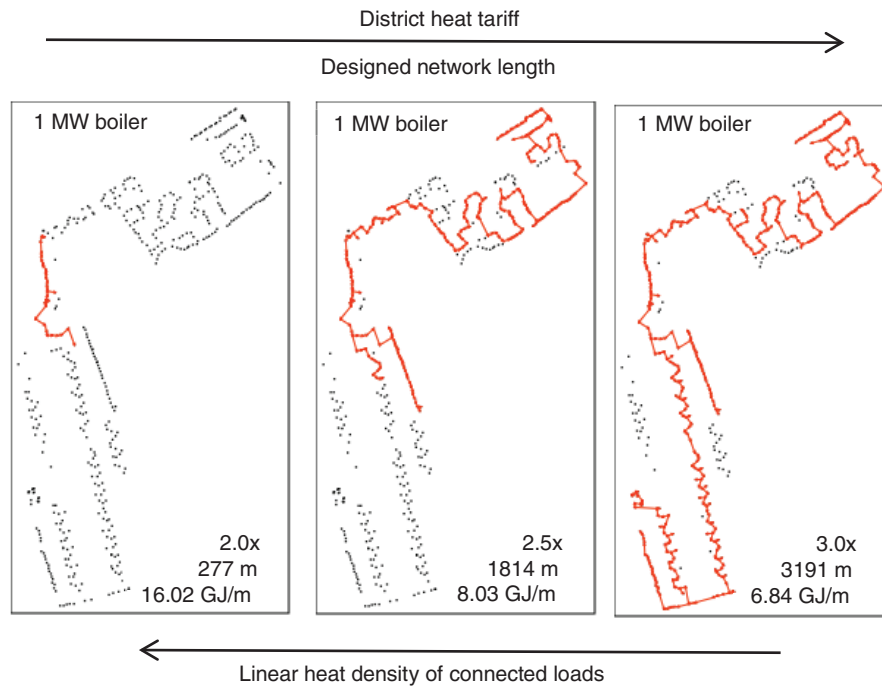 District heat tariff
Designed network length
1 MW boiler
2.0x
277 m
16.02 GJ/m
1 MW boiler
2.5x
1814 m
8.03 GJ/m
1 MW boiler
3.0x
3191 m
6.84 GJ/m
Linear heat density of connected loads